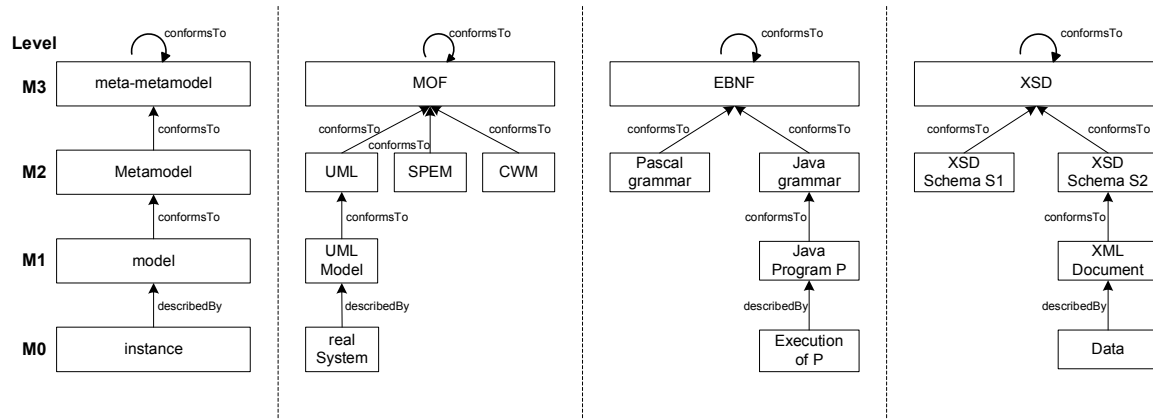 Level
conformsTo
conformsTo
conformsTo
conformsTo
M3
meta-metamodel
MOF
EBNF
XSD
conformsTo
conformsTo
conformsTo
conformsTo
conformsTo
conformsTo
conformsTo
conformsTo
M2
Metamodel
UML
SPEM
CWM
Pascal
grammar
Java
grammar
XSD
Schema S1
XSD
Schema S2
conformsTo
conformsTo
conformsTo
conformsTo
M1
model
UML
Model
Java
Program P
XML
Document
describedBy
describedBy
describedBy
describedBy
M0
instance
real
System
Execution
of P
Data